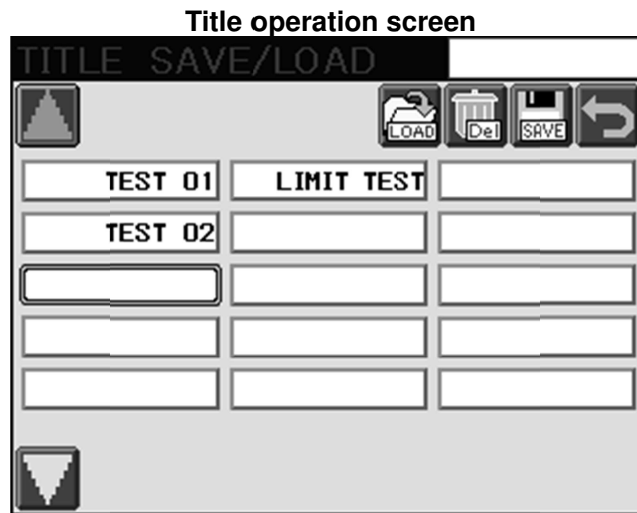 Title operation screen
TITLE SAVE/LOAD
LOAD Del SAVE
TEST 01 LIMIT TEST
TEST 02